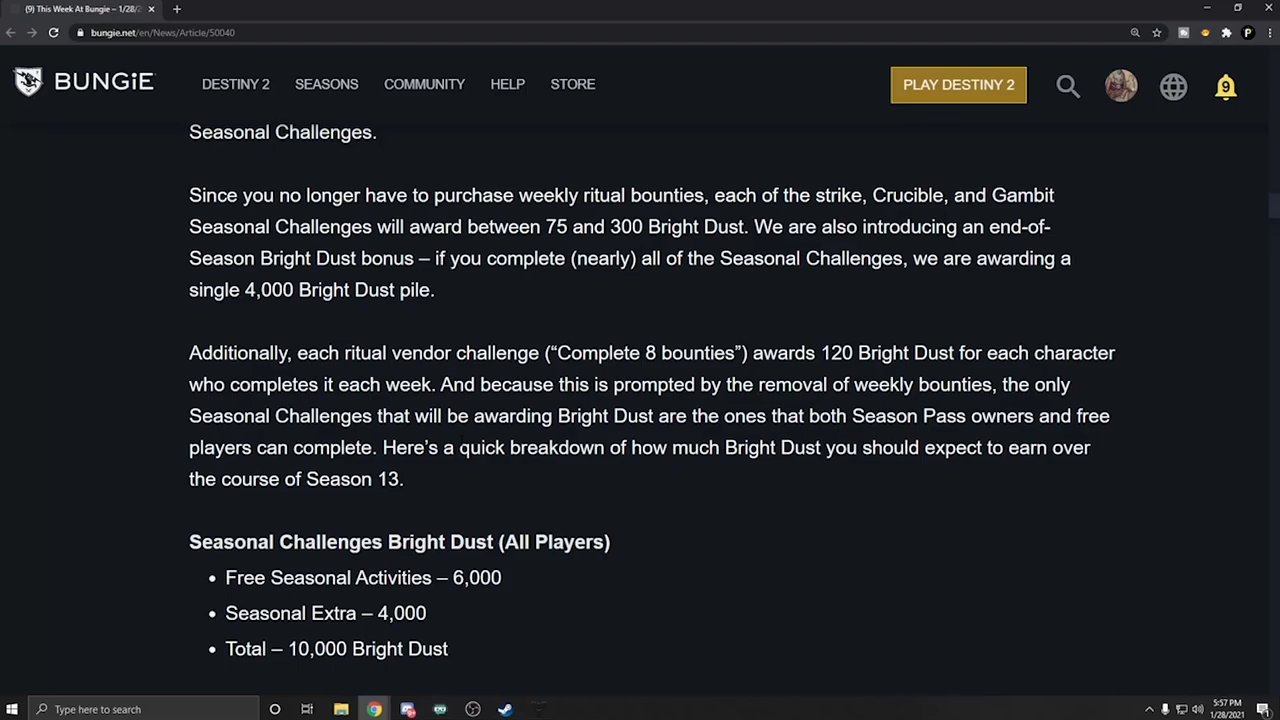 (9) This Week At Bungie – 1/28/2
bungie.net/en/News/Article/50040
BUNGiE
DESTINY 2
SEASONS
COMMUNITY
HELP
STORE
PLAY DESTINY 2
9
Seasonal Challenges.
Since you no longer have to purchase weekly ritual bounties, each of the strike, Crucible, and Gambit
Seasonal Challenges will award between 75 and 300 Bright Dust. We are also introducing an end-of-
Season Bright Dust bonus – if you complete (nearly) all of the Seasonal Challenges, we are awarding a
single 4,000 Bright Dust pile.
Additionally, each ritual vendor challenge (“Complete 8 bounties”) awards 120 Bright Dust for each character
who completes it each week. And because this is prompted by the removal of weekly bounties, the only
Seasonal Challenges that will be awarding Bright Dust are the ones that both Season Pass owners and free
players can complete. Here’s a quick breakdown of how much Bright Dust you should expect to earn over
the course of Season 13.
Seasonal Challenges Bright Dust (All Players)
• Free Seasonal Activities – 6,000
• Seasonal Extra – 4,000
• Total – 10,000 Bright Dust
Type here to search
5:57 PM
1/28/2021